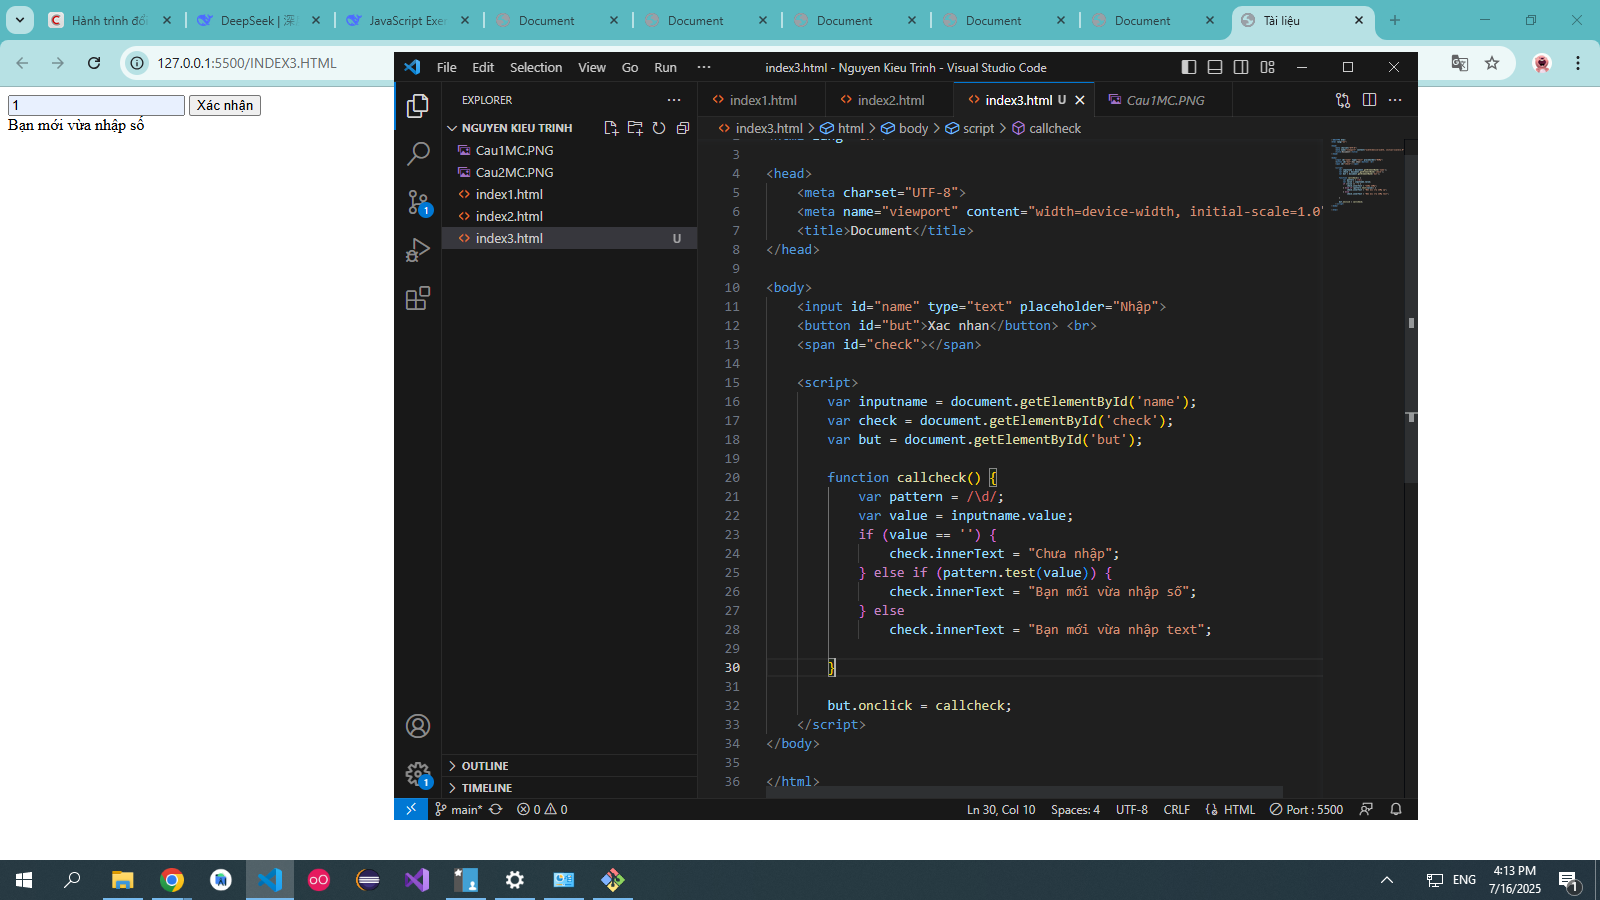 Hành trình đổi
DeepSeek | 深
JavaScript Exer
Document
Document
Document
Document
Document
Tài liệu
127.0.0.1:5500/INDEX3.HTML
1
Xác nhận
Bạn mới vừa nhập số
File Edit Selection View Go Run ···
index3.html - Nguyen Kieu Trinh - Visual Studio Code
EXPLORER
NGUYEN KIEU TRINH
Cau1MC.PNG
Cau2MC.PNG
index1.html
index2.html
index3.html U
OUTLINE
TIMELINE
index1.html
index2.html
index3.html U
Cau1MC.PNG
index3.html > html > body > script > callcheck
3
4 <head>
5 <meta charset="UTF-8">
6 <meta name="viewport" content="width=device-width, initial-scale=1.0"
7 <title>Document</title>
8 </head>
9
10 <body>
11 <input id="name" type="text" placeholder="Nhập">
12 <button id="but">Xac nhan</button> <br>
13 <span id="check"></span>
14
15 <script>
16 var inputname = document.getElementById('name');
17 var check = document.getElementById('check');
18 var but = document.getElementById('but');
19
20 function callcheck() {
21 var pattern = /\d/;
22 var value = inputname.value;
23 if (value == '') {
24 check.innerText = "Chưa nhập";
25 } else if (pattern.test(value)) {
26 check.innerText = "Bạn mới vừa nhập số";
27 } else
28 check.innerText = "Bạn mới vừa nhập text";
29
30 }
31
32 but.onclick = callcheck;
33 </script>
34 </body>
35
36 </html>
1
1
main*
0 0
Ln 30, Col 10
Spaces: 4
UTF-8
CRLF
HTML
Port : 5500
ENG
4:13 PM
7/16/2025
1